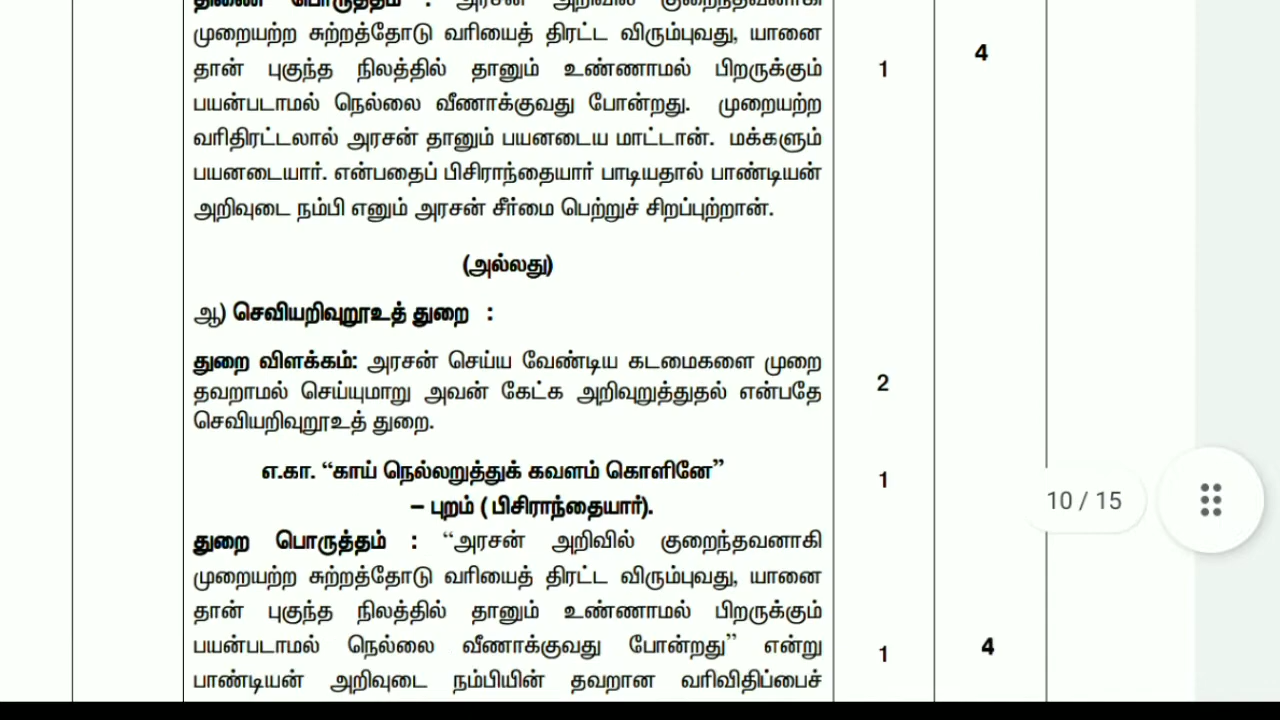 திணை பொருத்தம் : அரசன் அறிவில் குறைந்தவனாகி
முறையற்ற சுற்றத்தோடு வரியைத் திரட்ட விரும்புவது, யானை
தான் புகுந்த நிலத்தில் தானும் உண்ணாமல் பிறருக்கும்
பயன்படாமல் நெல்லை வீணாக்குவது போன்றது. முறையற்ற
வரிதிரட்டலால் அரசன் தானும் பயனடைய மாட்டான். மக்களும்
பயனடையார். என்பதைப் பிசிராந்தையார் பாடியதால் பாண்டியன்
அறிவுடை நம்பி எனும் அரசன் சீர்மை பெற்றுச் சிறப்புற்றான்.
1
4
(அல்லது)
ஆ) செவியறிவுறூஉத் துறை :
துறை விளக்கம்: அரசன் செய்ய வேண்டிய கடமைகளை முறை
தவறாமல் செய்யுமாறு அவன் கேட்க அறிவுறுத்துதல் என்பதே
செவியறிவுறூஉத் துறை.
2
எ.கா. “காய் நெல்லறுத்துக் கவளம் கொளினே”
– புறம் ( பிசிராந்தையார்).
1
10 / 15
துறை பொருத்தம் : “அரசன் அறிவில் குறைந்தவனாகி
முறையற்ற சுற்றத்தோடு வரியைத் திரட்ட விரும்புவது, யானை
தான் புகுந்த நிலத்தில் தானும் உண்ணாமல் பிறருக்கும்
பயன்படாமல் நெல்லை வீணாக்குவது போன்றது” என்று
பாண்டியன் அறிவுடை நம்பியின் தவறான வரிவிதிப்பைச்
1
4